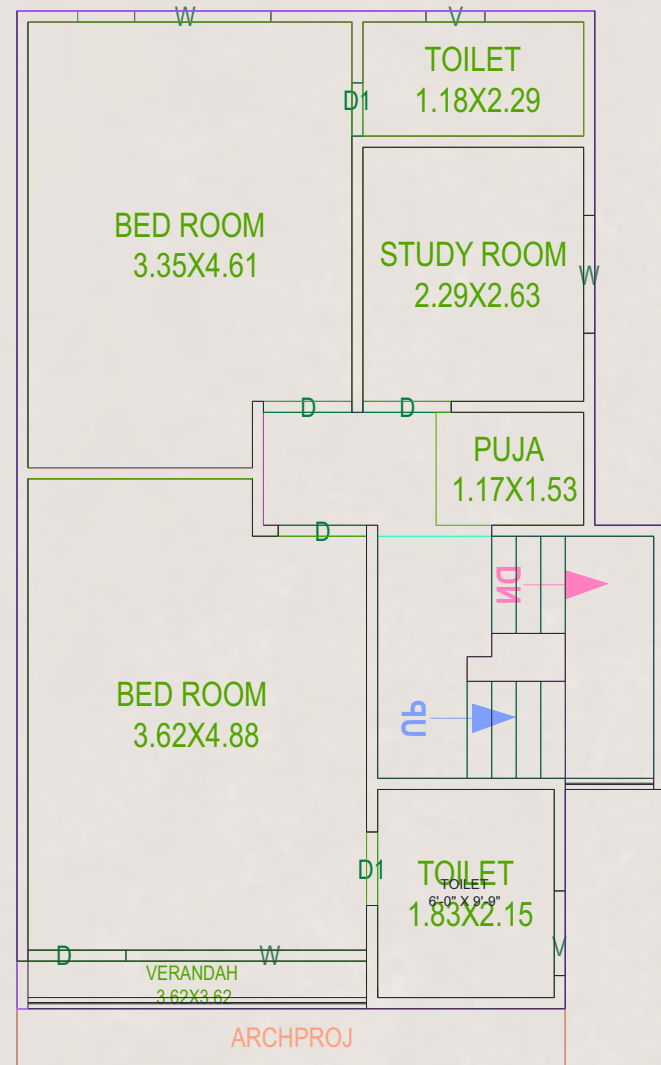 W
V
TOILET
1.18X2.29
D1
BED ROOM
3.35X4.61
STUDY ROOM
2.29X2.63
W
D
D
PUJA
1.17X1.53
D
DN
BED ROOM
3.62X4.88
UP
D1
TOILET
1.83X2.15
TOILET
6'-0" X 9'-9"
V
D
W
VERANDAH
3.62X3.62
ARCHPROJ